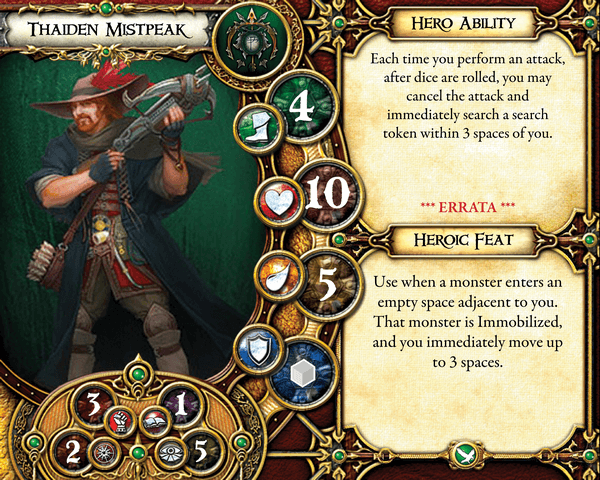 Thaiden Mistpeak
4
10
5
3
1
2
5
Hero Ability
Each time you perform an attack,
after dice are rolled, you may
cancel the attack and
immediately search a search
token within 3 spaces of you.
*** ERRATA ***
Heroic Feat
Use when a monster enters an
empty space adjacent to you.
That monster is Immobilized,
and you immediately move up
to 3 spaces.